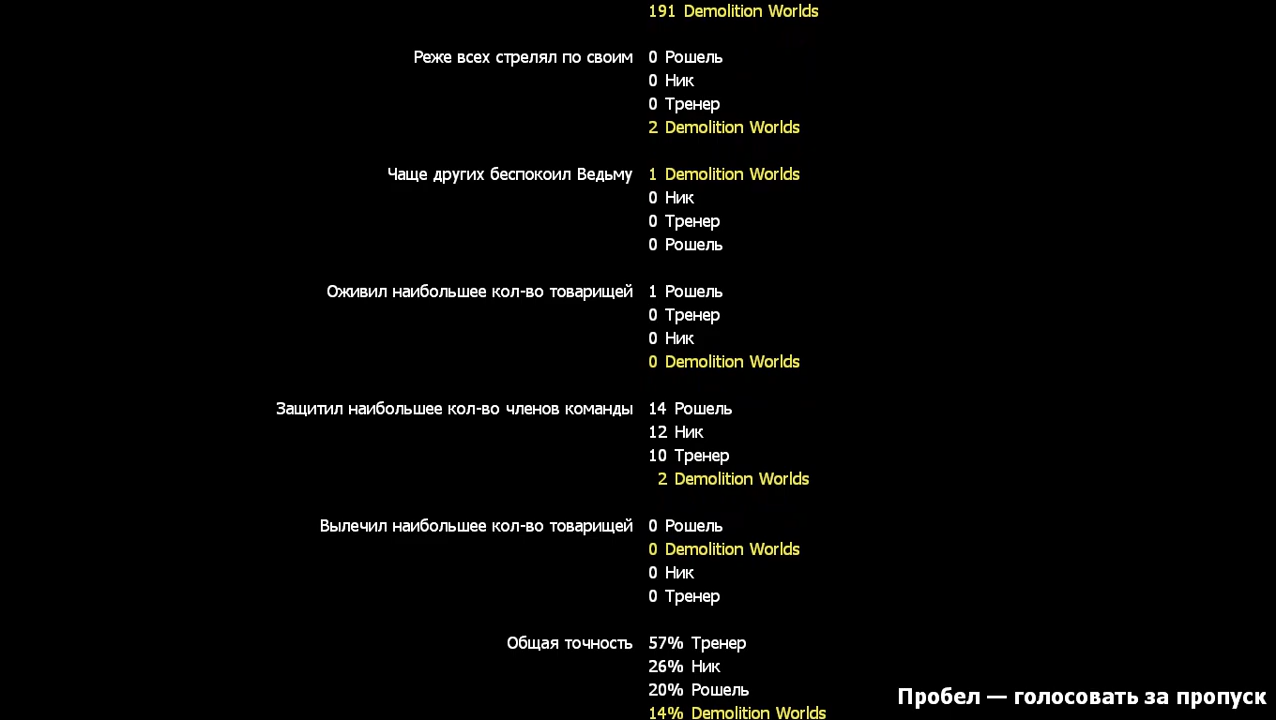 191 Demolition Worlds
Реже всех стрелял по своим 0 Рошель
0 Ник
0 Тренер
2 Demolition Worlds
Чаще других беспокоил Ведьму 1 Demolition Worlds
0 Ник
0 Тренер
0 Рошель
Оживил наибольшее кол-во товарищей 1 Рошель
0 Тренер
0 Ник
0 Demolition Worlds
Защитил наибольшее кол-во членов команды 14 Рошель
12 Ник
10 Тренер
2 Demolition Worlds
Вылечил наибольшее кол-во товарищей 0 Рошель
0 Demolition Worlds
0 Ник
0 Тренер
Общая точность 57% Тренер
26% Ник
20% Рошель
14% Demolition Worlds
Пробел — голосовать за пропуск